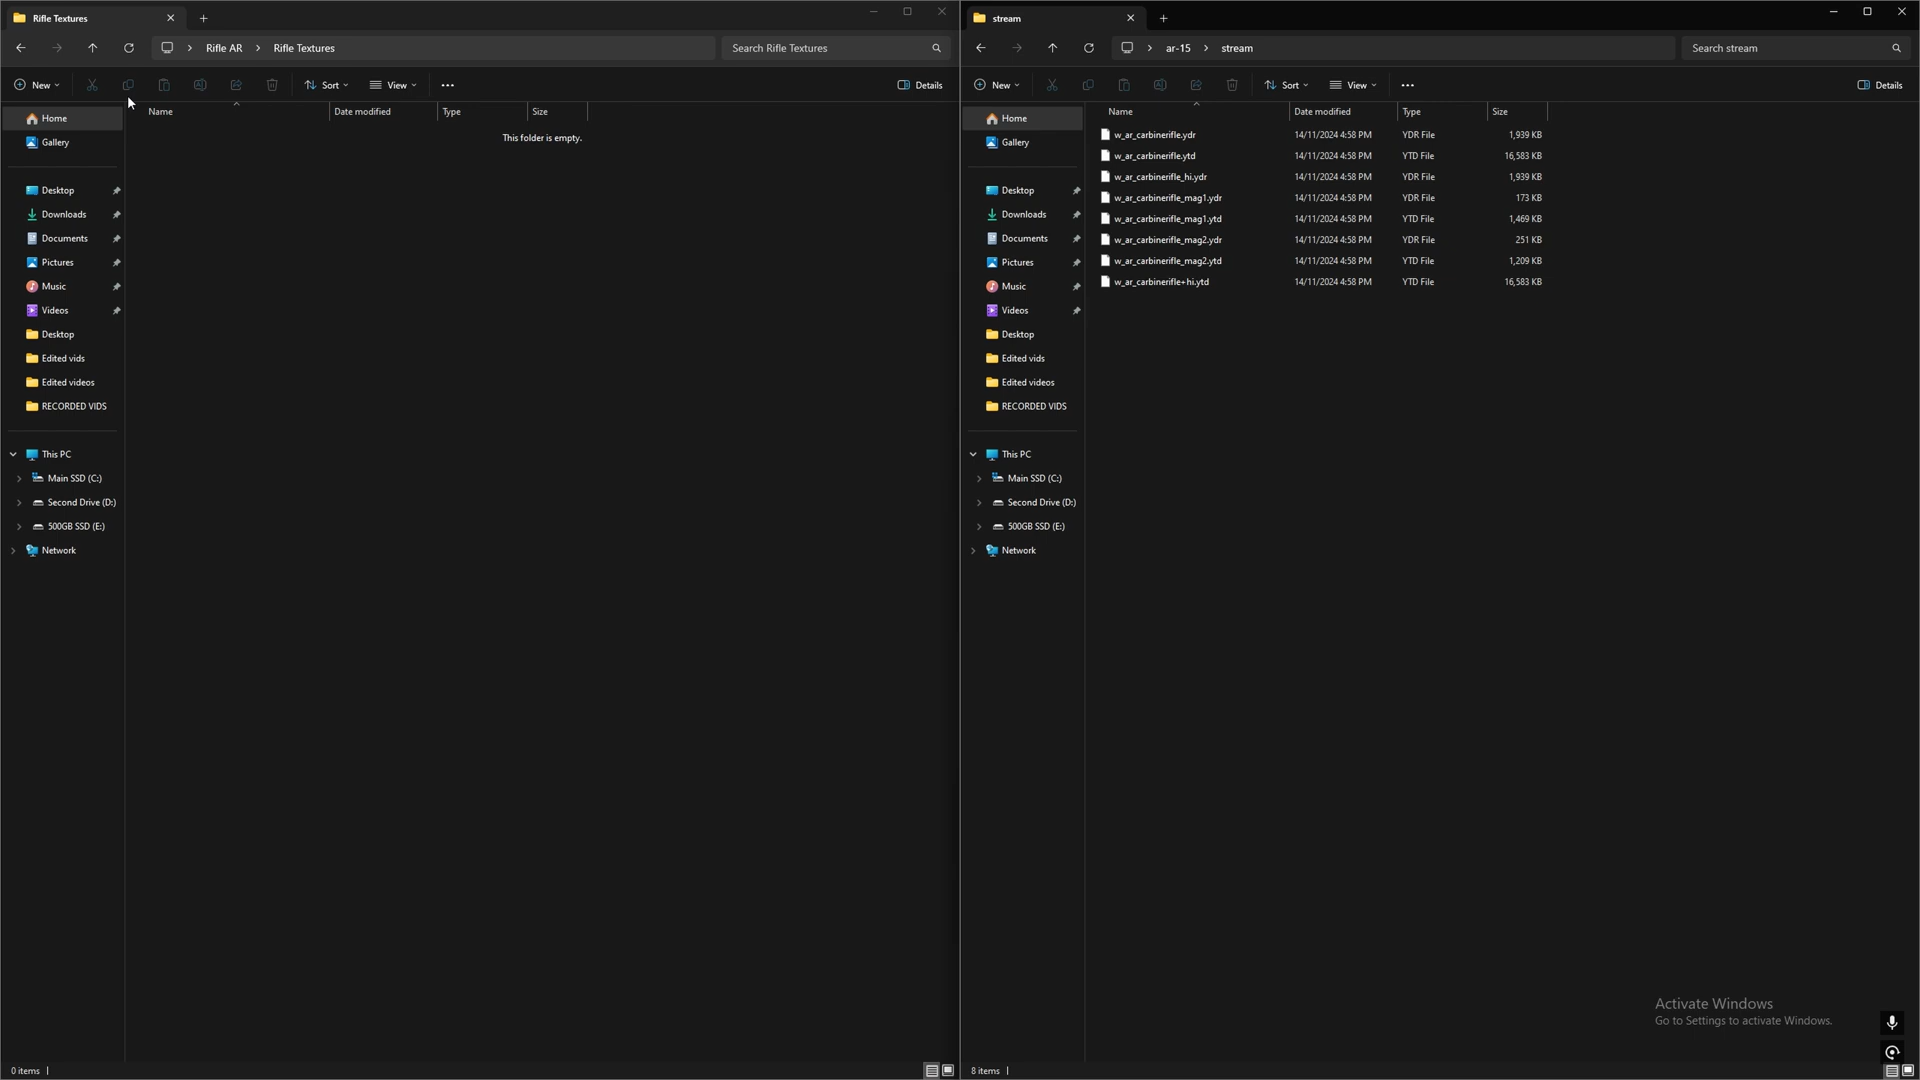 Rifle Textures
Rifle AR > Rifle Textures
Search Rifle Textures
New
Sort
View
Details
Name
Date modified
Type
Size
This folder is empty.
Home
Gallery
Desktop
Downloads
Documents
Pictures
Music
Videos
Desktop
Edited vids
Edited videos
RECORDED VIDS
This PC
Main SSD (C:)
Second Drive (D:)
500GB SSD (E:)
Network
0 items
stream
ar-15 > stream
Search stream
New
Sort
View
Details
Home
Gallery
Desktop
Downloads
Documents
Pictures
Music
Videos
Desktop
Edited vids
Edited videos
RECORDED VIDS
This PC
Main SSD (C:)
Second Drive (D:)
500GB SSD (E:)
Network
Name Date modified Type Size
w_ar_carbinerifle.ydr 14/11/2024 4:58 PM YDR File 1,939 KB
w_ar_carbinerifle.ytd 14/11/2024 4:58 PM YTD File 16,583 KB
w_ar_carbinerifle_hi.ydr 14/11/2024 4:58 PM YDR File 1,939 KB
w_ar_carbinerifle_mag1.ydr 14/11/2024 4:58 PM YDR File 173 KB
w_ar_carbinerifle_mag1.ytd 14/11/2024 4:58 PM YTD File 1,469 KB
w_ar_carbinerifle_mag2.ydr 14/11/2024 4:58 PM YDR File 251 KB
w_ar_carbinerifle_mag2.ytd 14/11/2024 4:58 PM YTD File 1,209 KB
w_ar_carbinerifle+hi.ytd 14/11/2024 4:58 PM YTD File 16,583 KB
Activate Windows
Go to Settings to activate Windows.
8 items